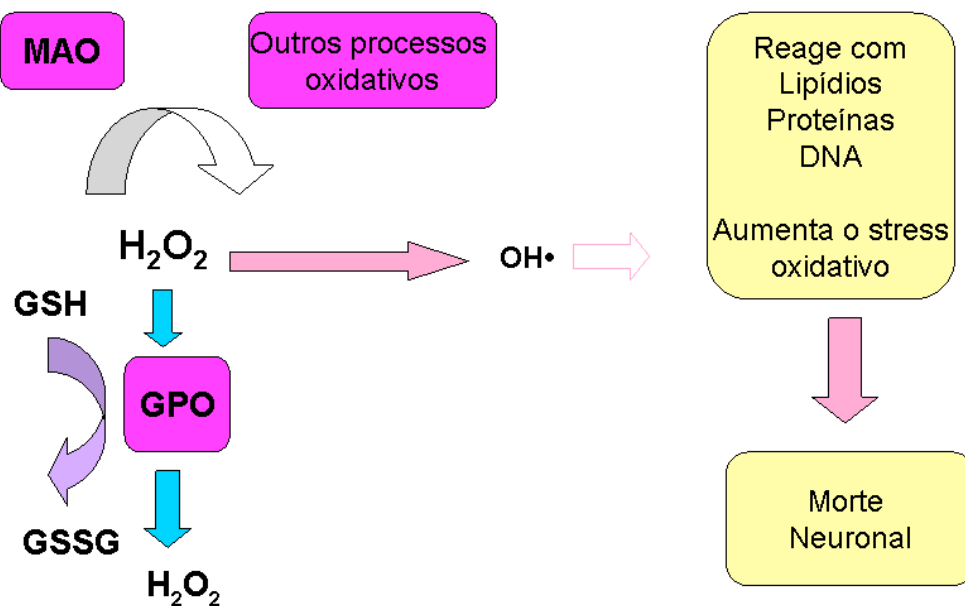 MAO
Outros processos
oxidativos
Reage com
Lipídios
Proteínas
DNA
Aumenta o stress
oxidativo
H₂O₂
OH•
GSH
GPO
GSSG
H₂O₂
Morte
Neuronal